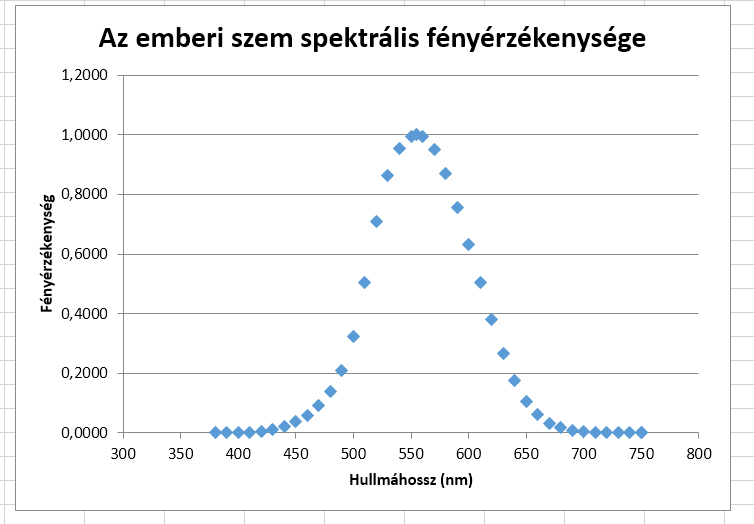 Az emberi szem spektrális fényérzékenysége
1,2000
1,0000
0,8000
0,6000
0,4000
0,2000
0,0000
Fényérzékenység
300 350 400 450 500 550 600 650 700 750 800
Hullmáhossz (nm)